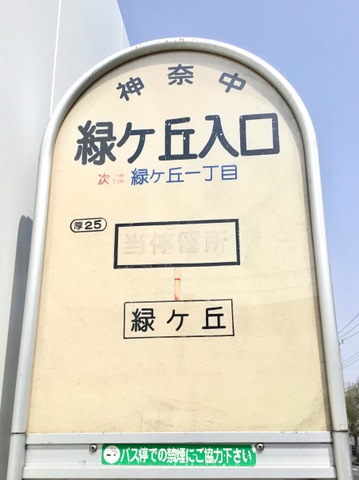 神奈中
緑ケ丘入口
次は 緑ケ丘一丁目
厚25
当停留所
緑ケ丘
バス停での禁煙にご協力下さい